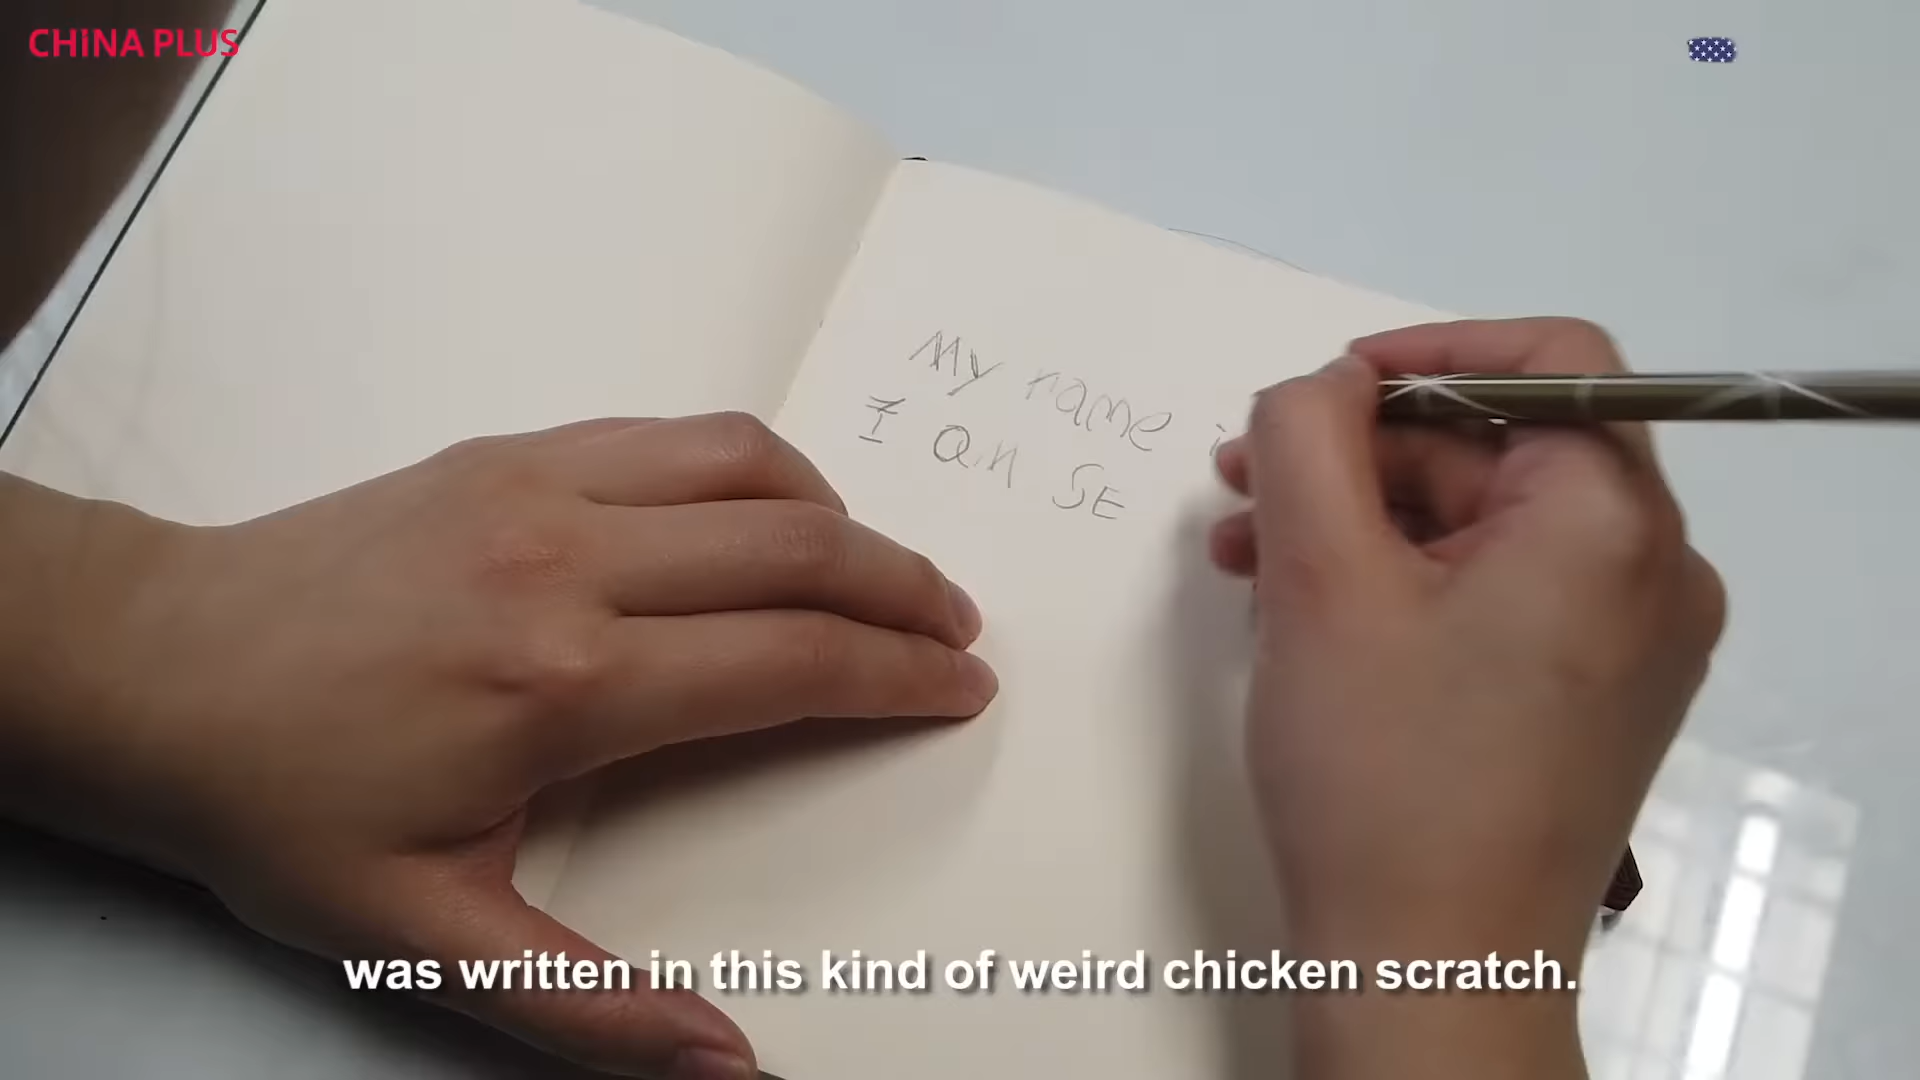 CHINA PLUS
My name i
I am SE
was written in this kind of weird chicken scratch.